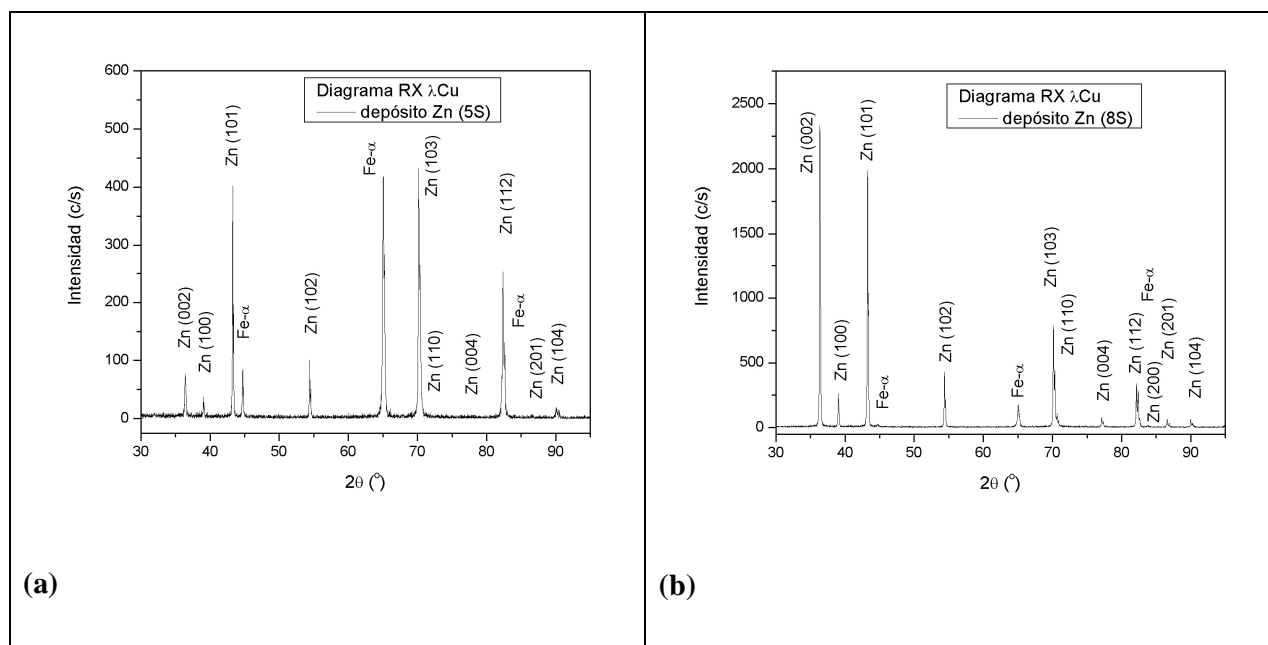 600
500
400
300
200
100
0
30 40 50 60 70 80 90
Intensidad (c/s)
2θ (°)
Diagrama RX λCu
depósito Zn (5S)
Zn (002)
Zn (100)
Zn (101)
Fe-α
Zn (102)
Fe-α
Zn (103)
Zn (110)
Zn (004)
Zn (112)
Fe-α
Zn (201)
Zn (104)
(a)
2500
2000
1500
1000
500
0
30 40 50 60 70 80 90
Intensidad (c/s)
2θ (°)
Diagrama RX λCu
depósito Zn (8S)
Zn (002)
Zn (100)
Zn (101)
Fe-α
Zn (102)
Fe-α
Zn (103)
Zn (110)
Zn (004)
Zn (112)
Zn (200)
Fe-α
Zn (201)
Zn (104)
(b)